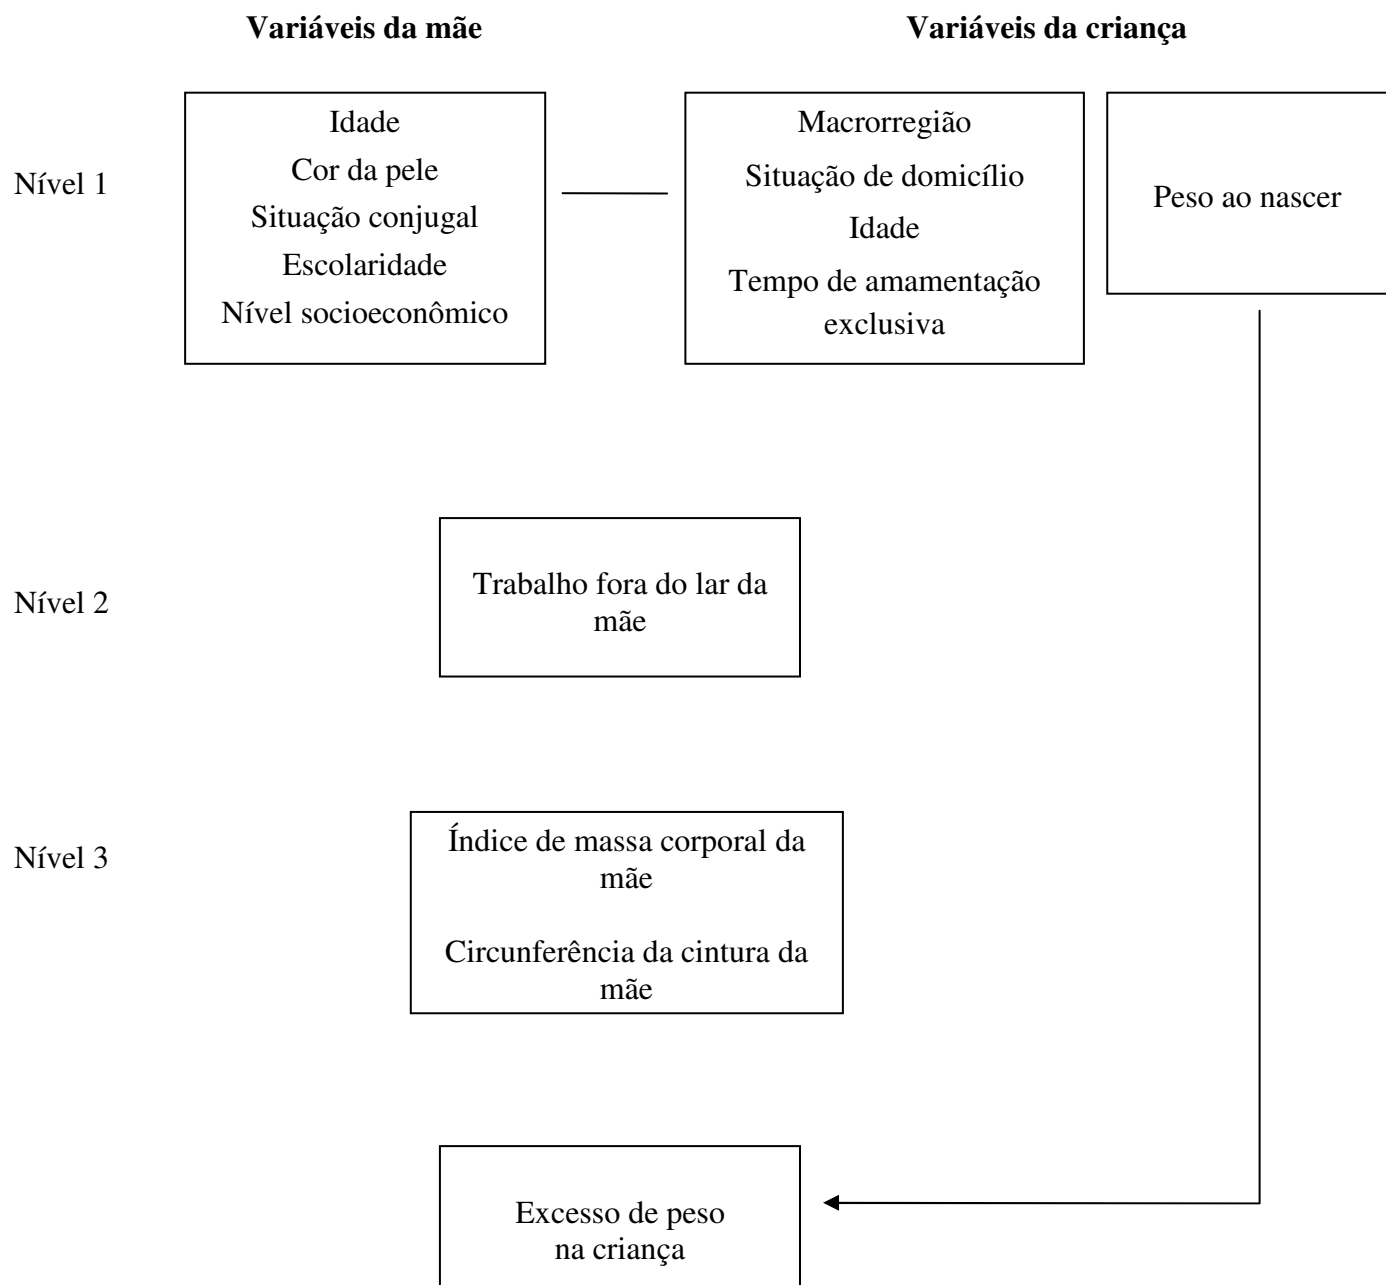 Variáveis da mãe
Variáveis da criança
Nível 1
Idade
Cor da pele
Situação conjugal
Escolaridade
Nível socioeconômico
Macrorregião
Situação de domicílio
Idade
Tempo de amamentação
exclusiva
Peso ao nascer
Nível 2
Trabalho fora do lar da
mãe
Nível 3
Índice de massa corporal da
mãe
Circunferência da cintura da
mãe
Excesso de peso
na criança